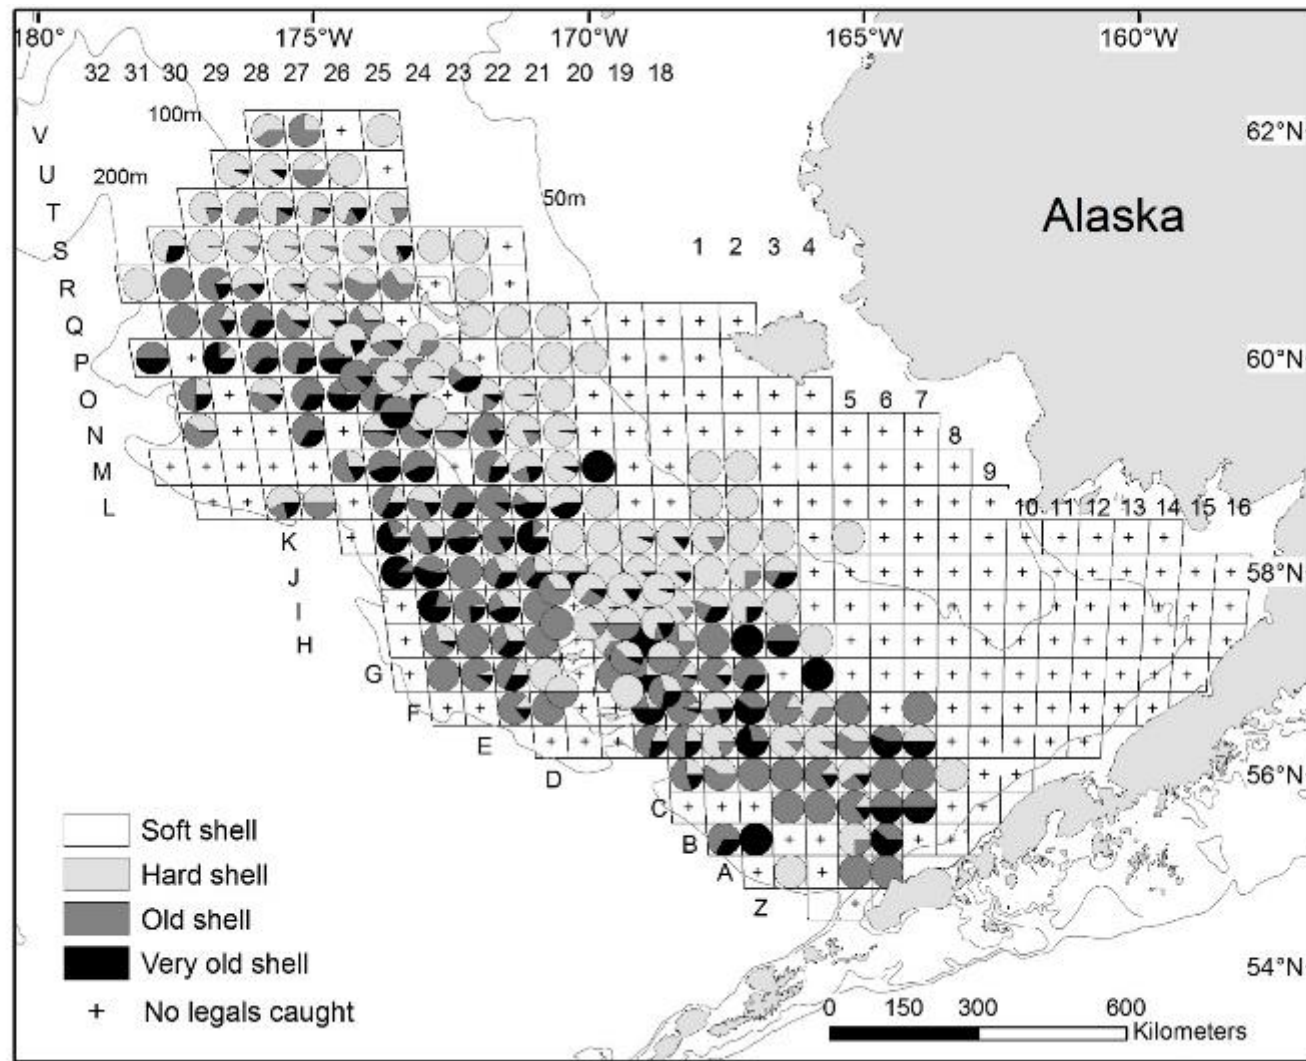 180° 175°W 170°W 165°W 160°W
32 31 30 29 28 27 26 25 24 23 22 21 20 19 18
100m
V
62°N
U
200m
50m
T
Alaska
S
1 2 3 4
R
Q
P
60°N
O
5 6 7
N
8
M
9
L
10 11 12 13 14 15 16
K
J
58°N
I
H
G
F
E
D
56°N
C
Soft shell
B
Hard shell
A
Old shell
Z
Very old shell
54°N
No legals caught
0 150 300 600
Kilometers